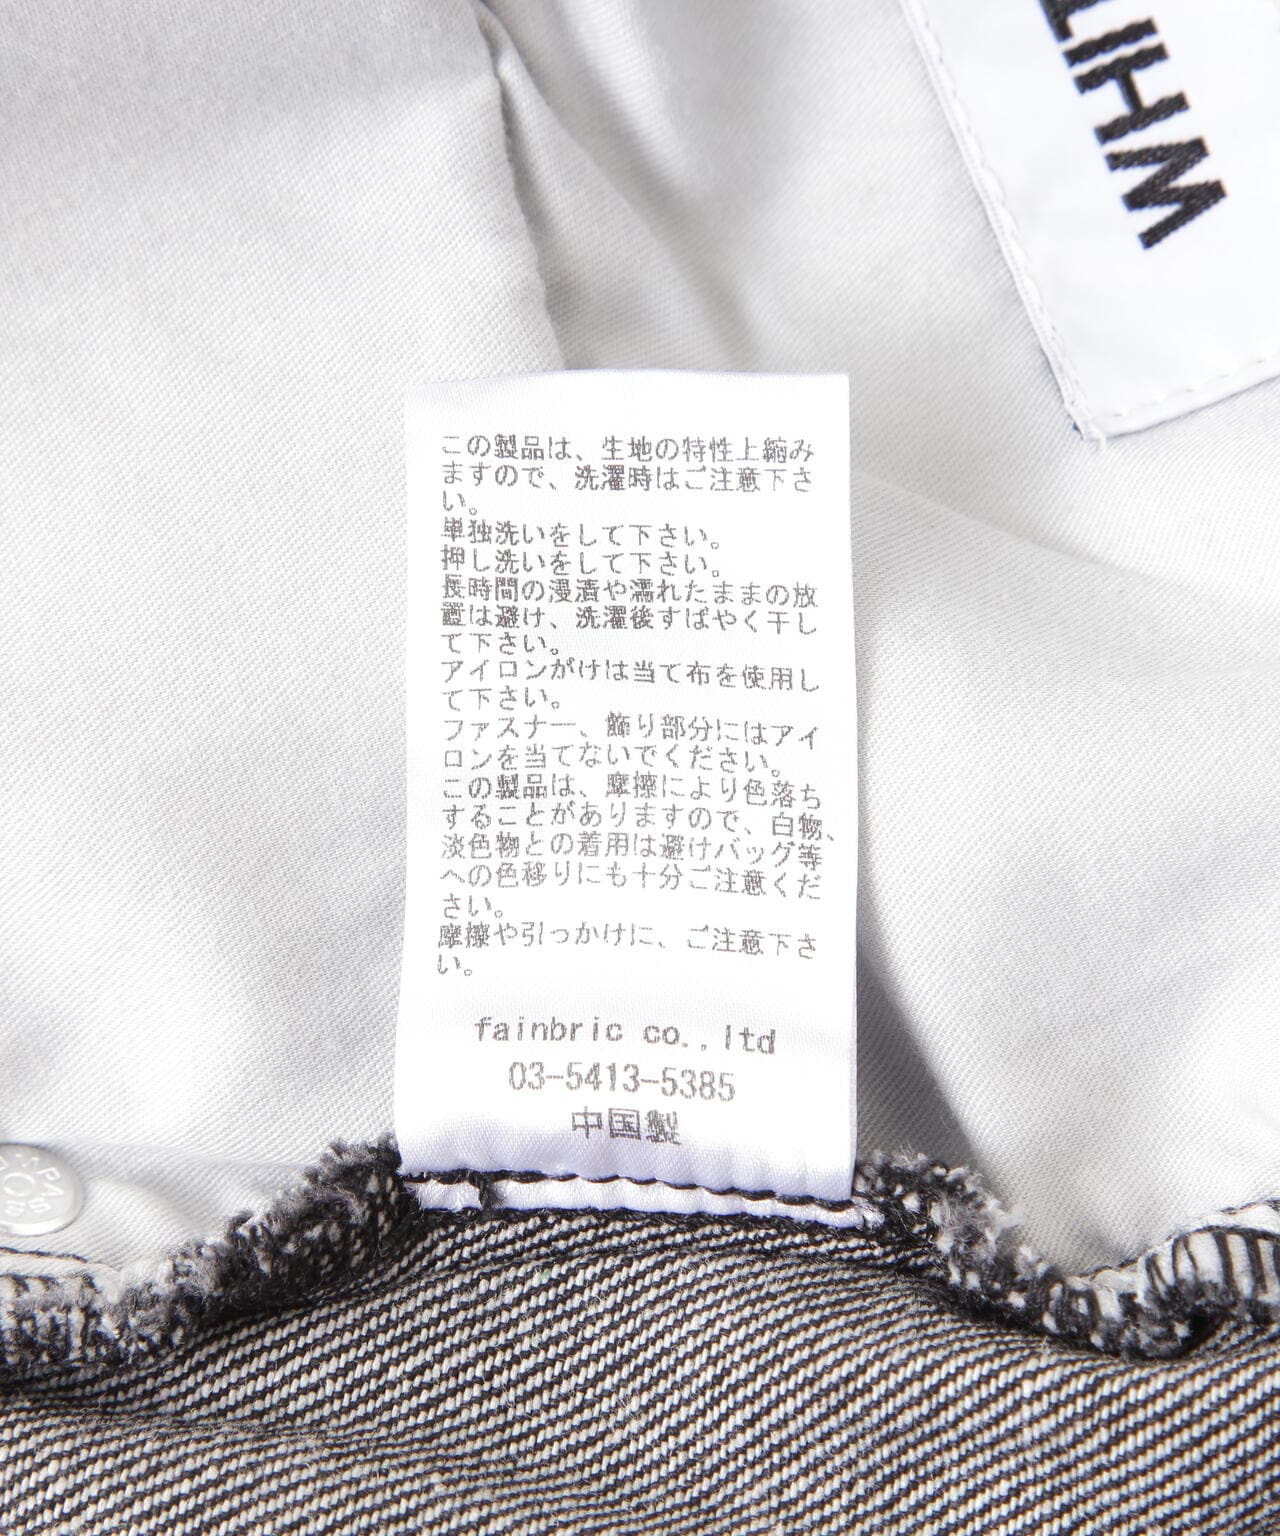 LIHM
この製品は、生地の特性上縮み
ますので、洗濯時はご注意下さ
い。
単独洗いをして下さい。
押し洗いをして下さい。
長時間の浸漬や濡れたままの放
置は避け、洗濯後すばやく干し
て下さい。
アイロンがけは当て布を使用し
て下さい。
ファスナー、飾り部分にはアイ
ロンを当てないでください。
この製品は、摩擦により色落ち
することがありますので、白物、
淡色物との着用は避けバッグ等
への色移りにも十分ご注意くだ
さい。
摩擦や引っかけに、ご注意下さ
い。
fainbric co.,ltd
03-5413-5385
中国製